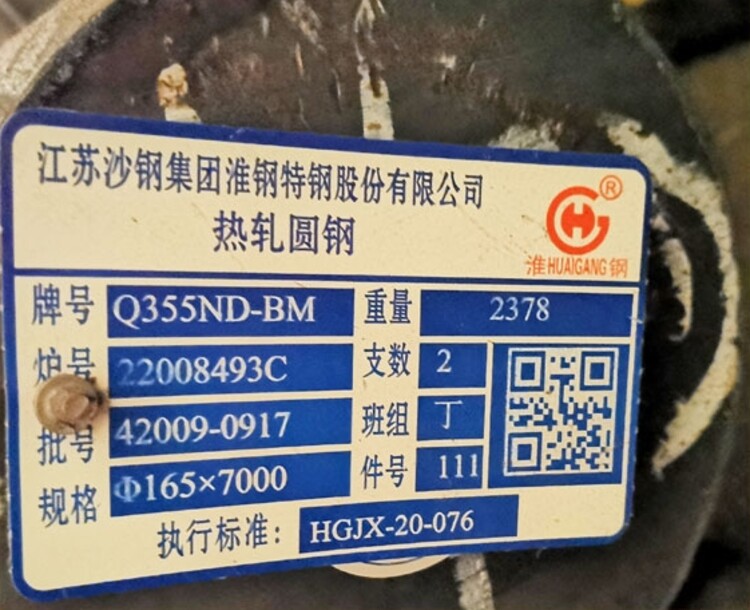 江苏沙钢集团淮钢特钢股份有限公司
热轧圆钢
®
淮HUAIGANG钢
牌号 Q355ND-BM 重量 2378
炉号 22008493C 支数 2
批号 42009-0917 班组 丁
规格 Φ165×7000 件号 111
执行标准: HGJX-20-076